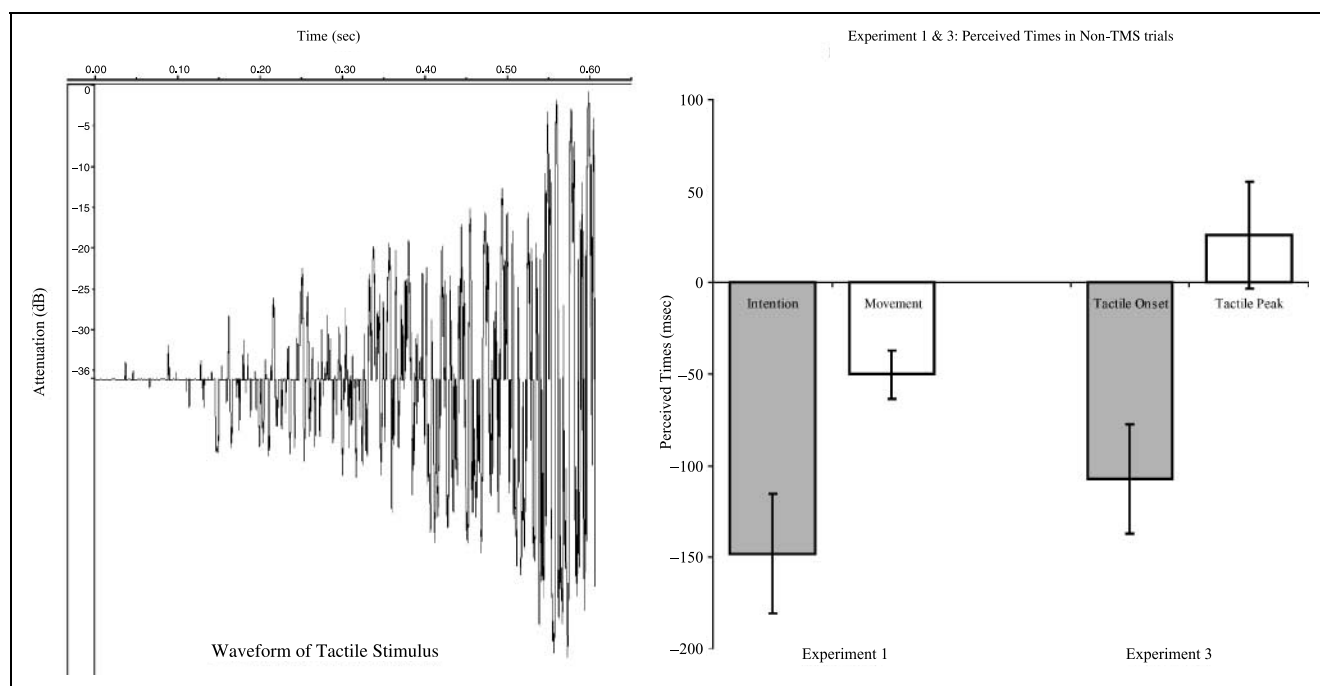 Time (sec)
0.00 0.10 0.20 0.30 0.40 0.50 0.60
0
−5
−10
−15
−20
−25
−30
−36
Attenuation (dB)
Waveform of Tactile Stimulus
Experiment 1 & 3: Perceived Times in Non-TMS trials
100
50
0
−50
−100
−150
−200
Perceived Times (msec)
Intention Movement Tactile Onset Tactile Peak
Experiment 1 Experiment 3